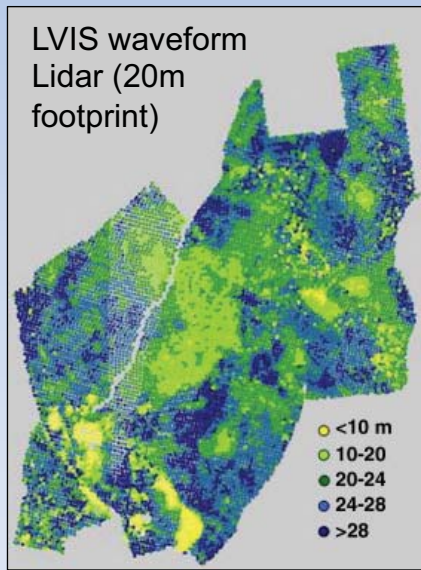 LVIS waveform
Lidar (20m
footprint)
<10 m
10-20
20-24
24-28
>28